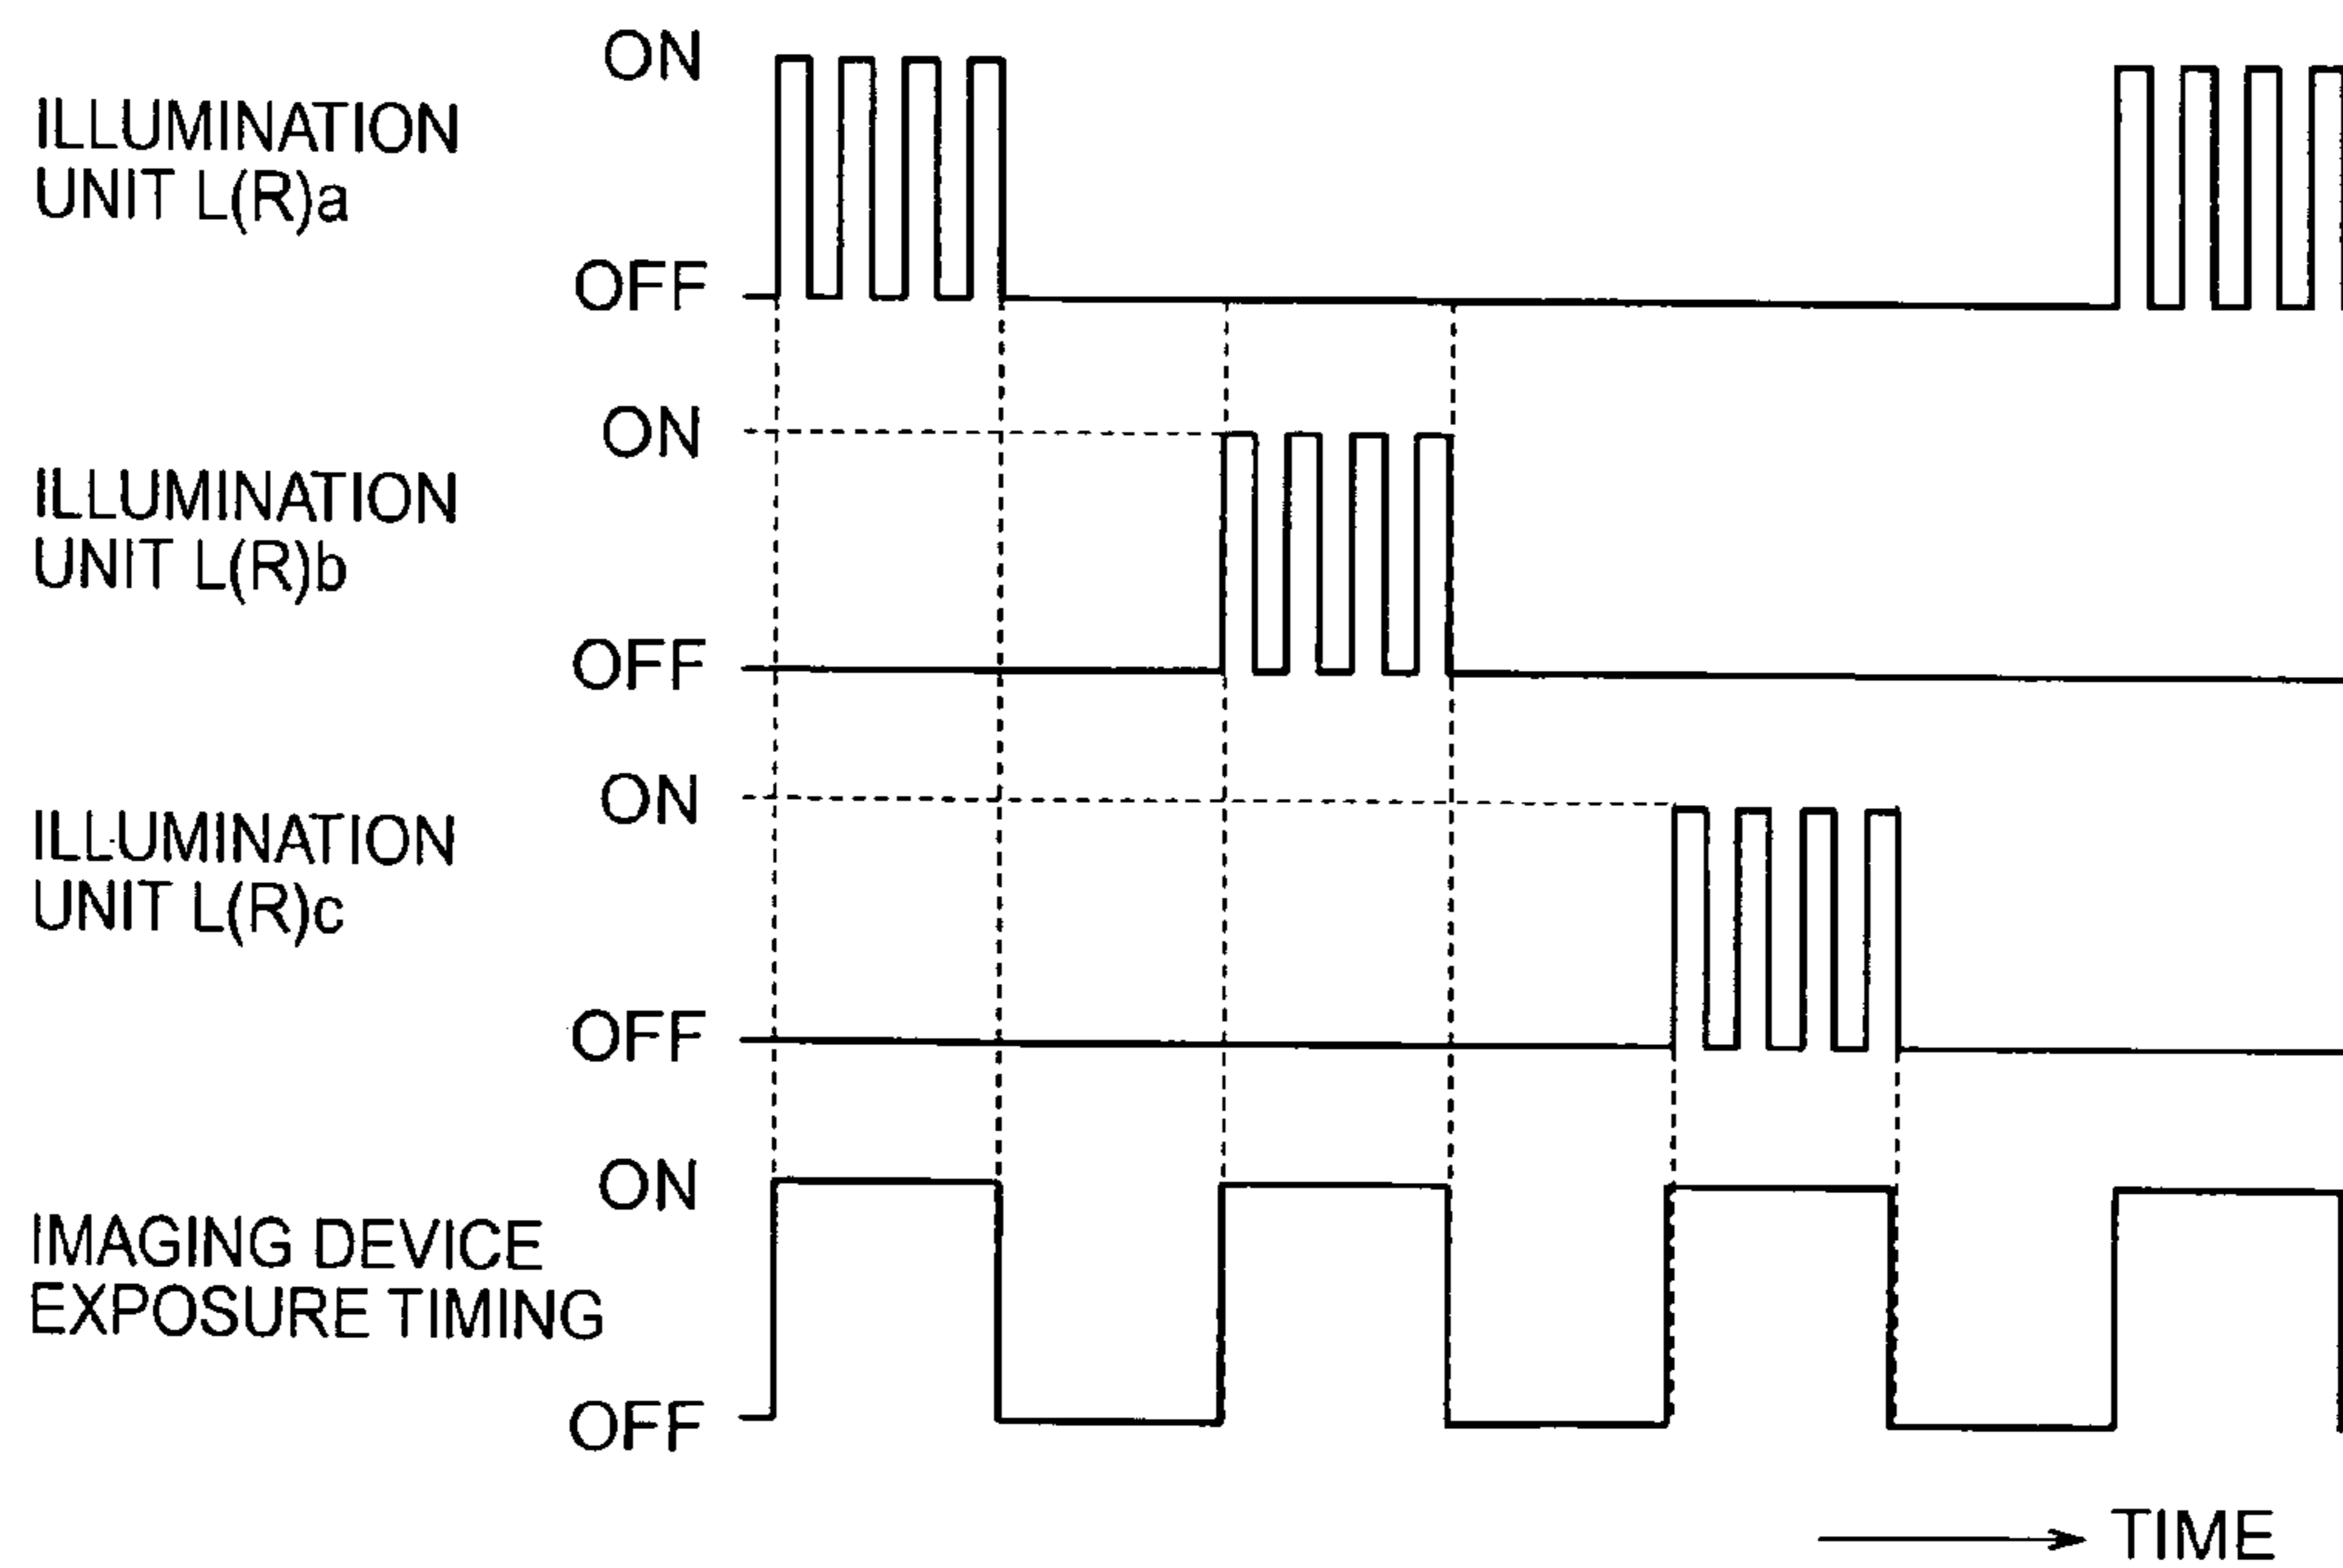 ON
ILLUMINATION
UNIT L(R)a
OFF
ON
ILLUMINATION
UNIT L(R)b
OFF
ON
ILLUMINATION
UNIT L(R)c
OFF
ON
IMAGING DEVICE
EXPOSURE TIMING
OFF
TIME